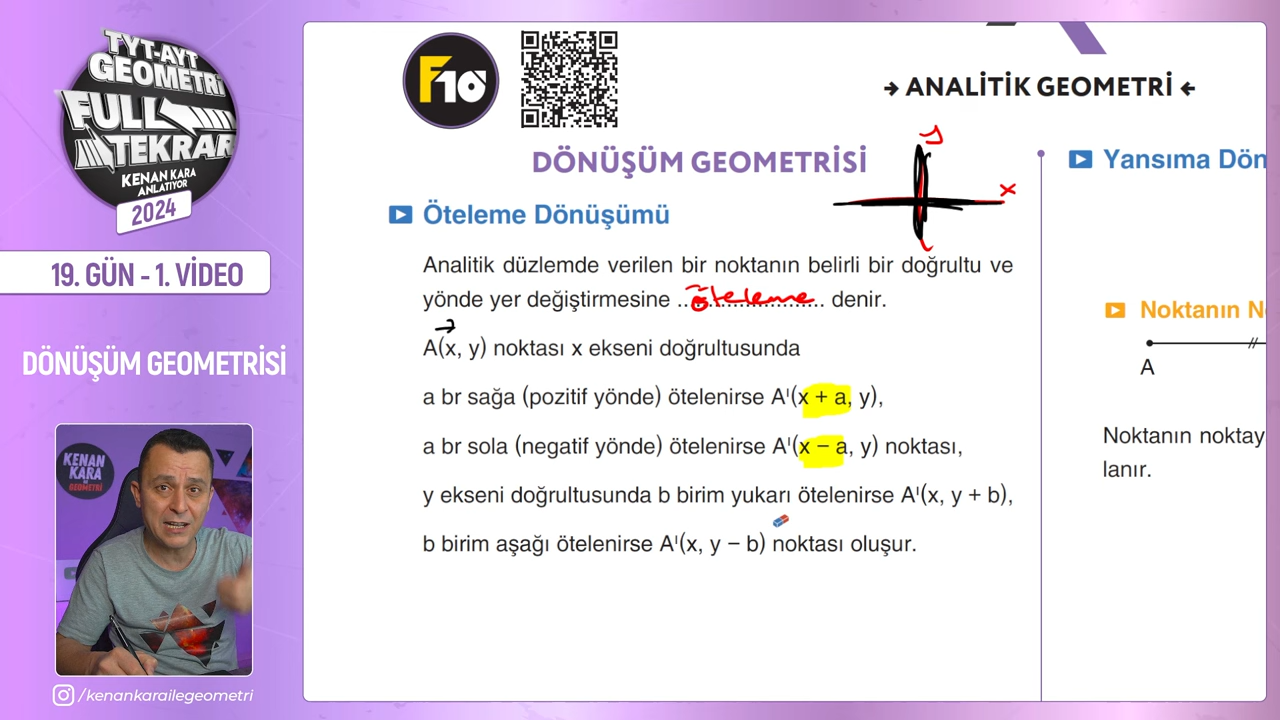 TYT-AYT
GEOMETRİ
FULL
TEKRAR
KENAN KARA
ANLATIYOR
2024
19. GÜN - 1. VİDEO
DÖNÜŞÜM GEOMETRİSİ
KENAN
KARA
GEOMETRİ
/kenankarailegeometri
F10
→ ANALİTİK GEOMETRİ ←
DÖNÜŞÜM GEOMETRİSİ
y
x
Öteleme Dönüşümü
Analitik düzlemde verilen bir noktanın belirli bir doğrultu ve
yönde yer değiştirmesine ..öteleme.. denir.
A(x, y) noktası x ekseni doğrultusunda
a br sağa (pozitif yönde) ötelenirse A'(x + a, y),
a br sola (negatif yönde) ötelenirse A'(x − a, y) noktası,
y ekseni doğrultusunda b birim yukarı ötelenirse A'(x, y + b),
b birim aşağı ötelenirse A'(x, y − b) noktası oluşur.
Yansıma Dön
Noktanın N
A
Noktanın noktay
lanır.